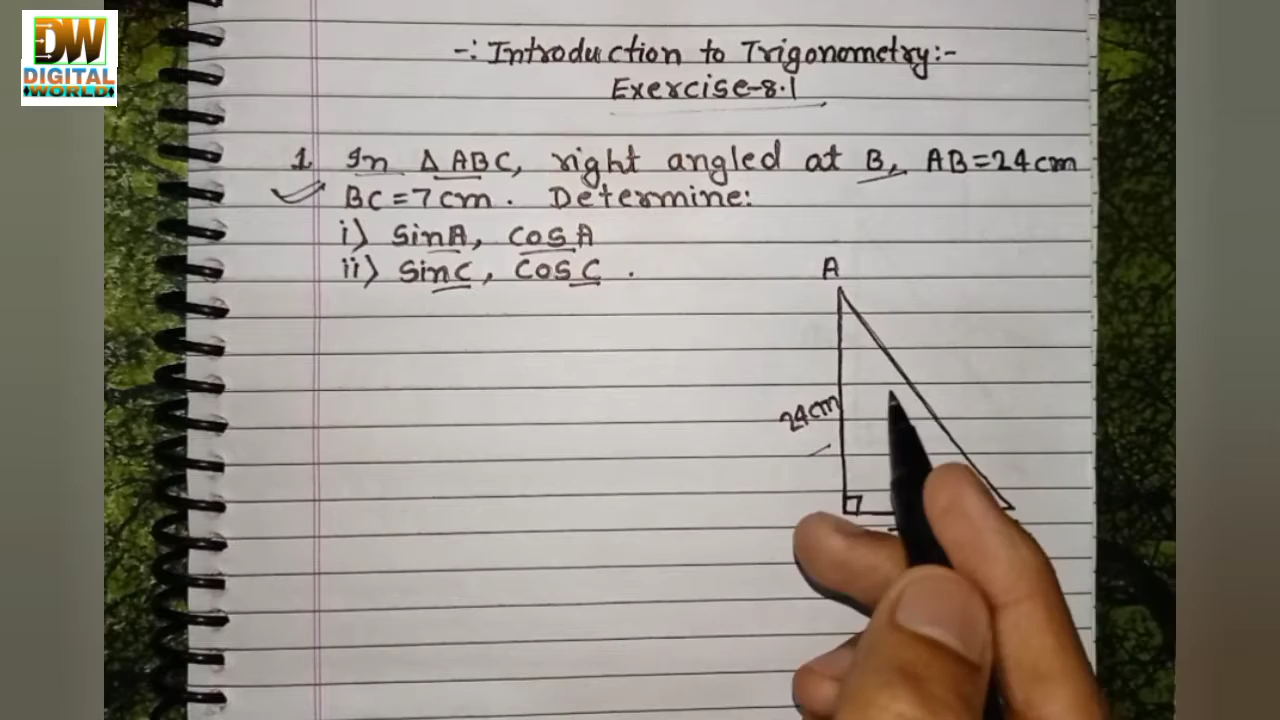 DW
DIGITAL
WORLD
-: Introduction to Trigonometry:-
Exercise-8.1
1 In Δ ABC, right angled at B, AB=24cm
BC=7cm. Determine:
i) SinA, COSA
ii) SinC, COSC.
A
24cm